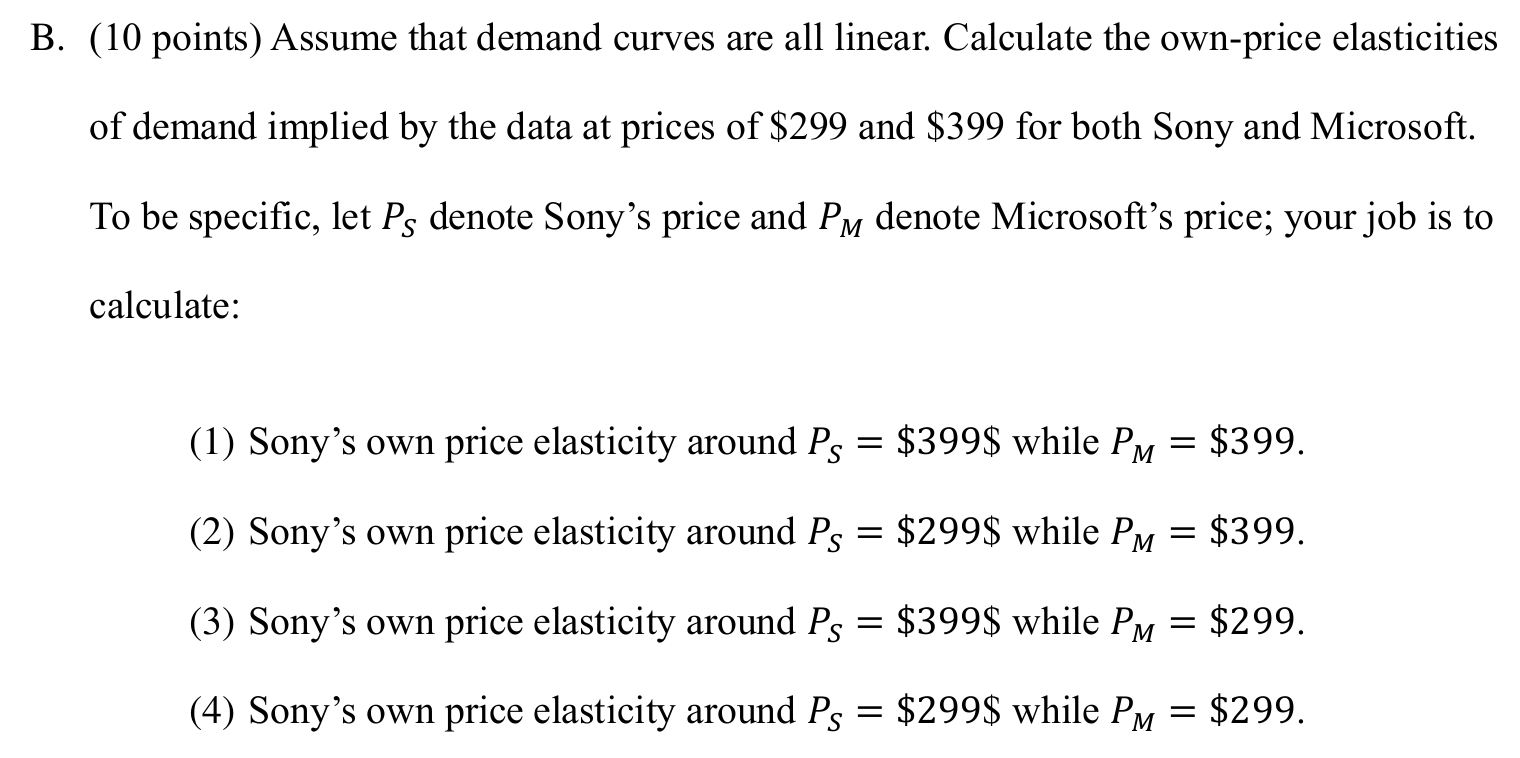 B. (10 points) Assume that demand curves are all linear. Calculate the own-price elasticities
of demand implied by the data at prices of $299 and $399 for both Sony and Microsoft.
To be specific, let P_S denote Sony’s price and P_M denote Microsoft’s price; your job is to
calculate:
(1) Sony’s own price elasticity around P_S = $399$ while P_M = $399.
(2) Sony’s own price elasticity around P_S = $299$ while P_M = $399.
(3) Sony’s own price elasticity around P_S = $399$ while P_M = $299.
(4) Sony’s own price elasticity around P_S = $299$ while P_M = $299.